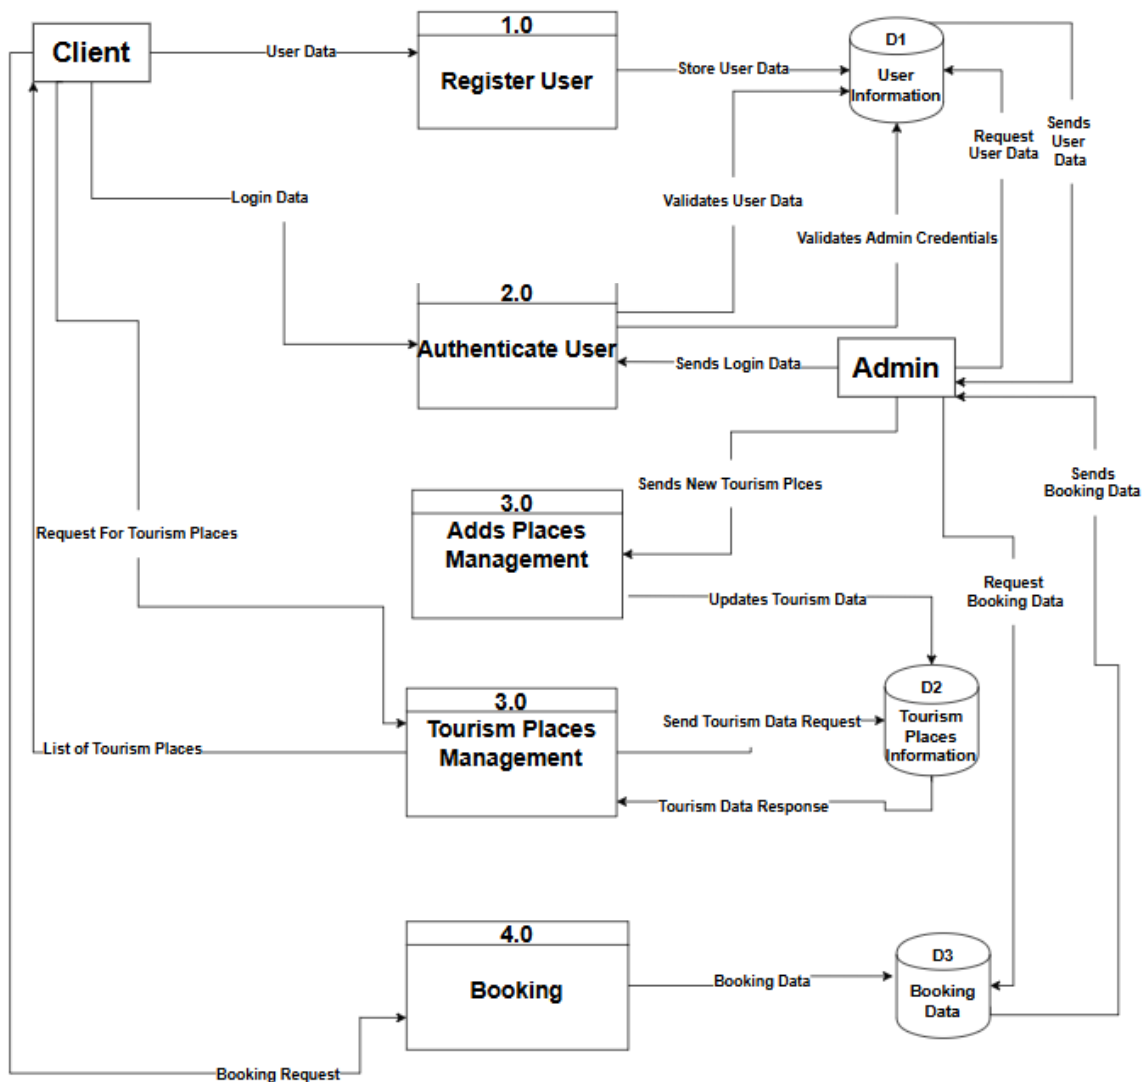 1.0
Client
User Data
Register User
Store User Data
D1
User
Information
Sends
User
Data
Request
User Data
Login Data
Validates User Data
Validates Admin Credentials
2.0
Authenticate User
Sends Login Data
Admin
Sends New Tourism Plces
Sends
Booking Data
3.0
Adds Places
Management
Request For Tourism Places
Updates Tourism Data
Request
Booking Data
3.0
Tourism Places
Management
List of Tourism Places
Send Tourism Data Request
D2
Tourism
Places
Information
Tourism Data Response
4.0
Booking
Booking Data
D3
Booking
Data
Booking Request